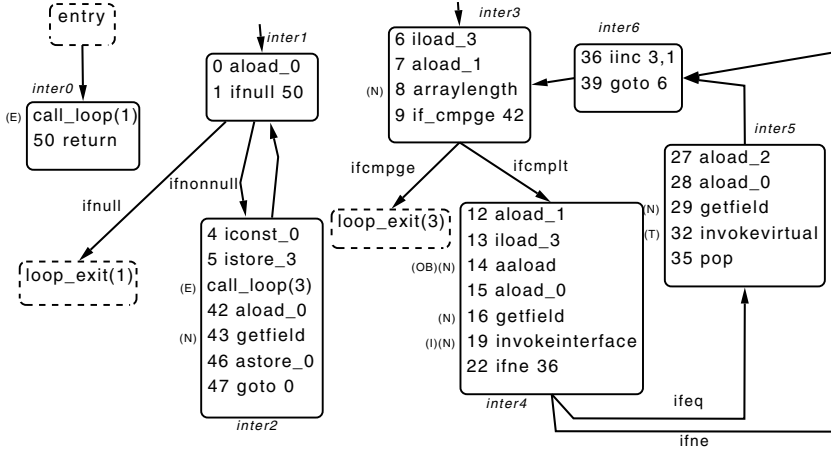 entry
inter0
(E) call_loop(1)
50 return
inter1
0 aload_0
1 ifnull 50
ifnull
ifnonnull
loop_exit(1)
4 iconst_0
5 istore_3
(E) call_loop(3)
42 aload_0
(N) 43 getfield
46 astore_0
47 goto 0
inter2
inter3
6 iload_3
7 aload_1
(N) 8 arraylength
9 if_cmpge 42
ifcmpge
ifcmplt
loop_exit(3)
12 aload_1
13 iload_3
(OB)(N) 14 aaload
15 aload_0
(N) 16 getfield
(I)(N) 19 invokeinterface
22 ifne 36
inter4
inter6
36 iinc 3,1
39 goto 6
inter5
27 aload_2
28 aload_0
(N) 29 getfield
(T) 32 invokevirtual
35 pop
ifeq
ifne